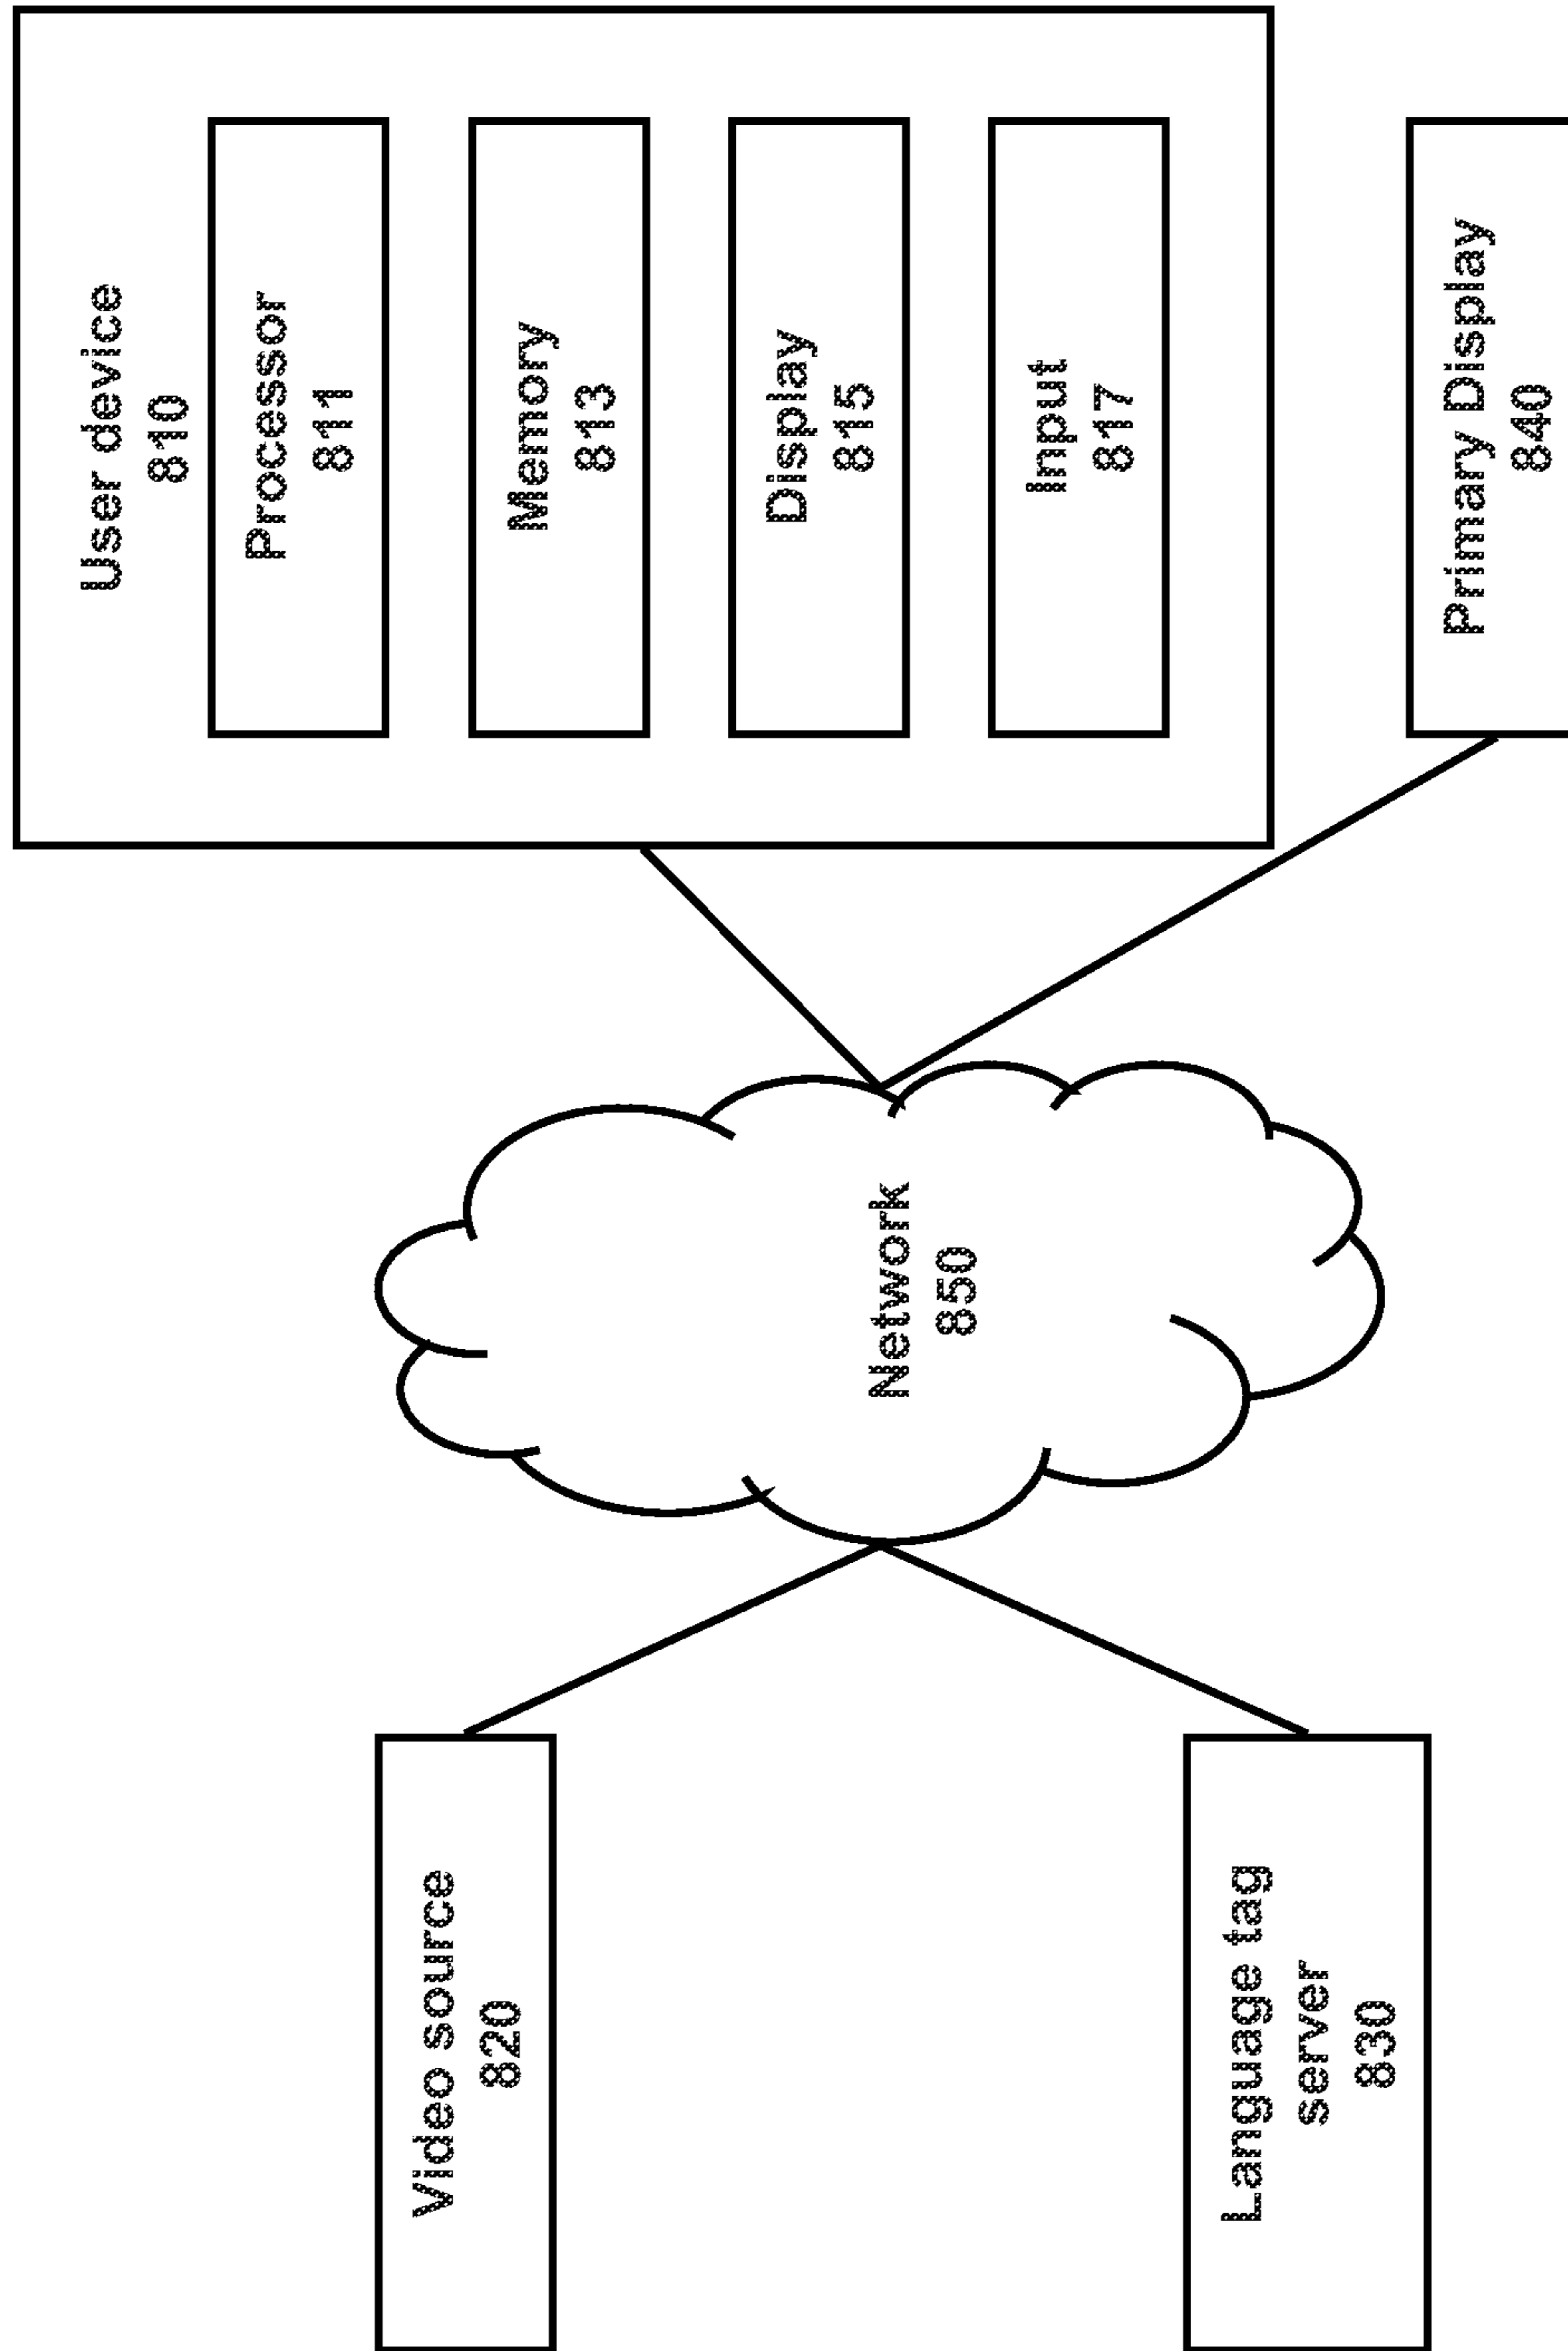 User device
810
Processor
811
Memory
813
Display
815
Input
817
Primary Display
840
Network
850
Video source
820
Language tag
server
830